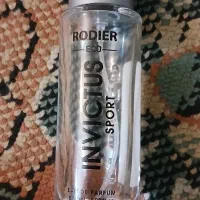 RODIER
ECO
INVICTUS
SPORT
EAU DE PARFUM